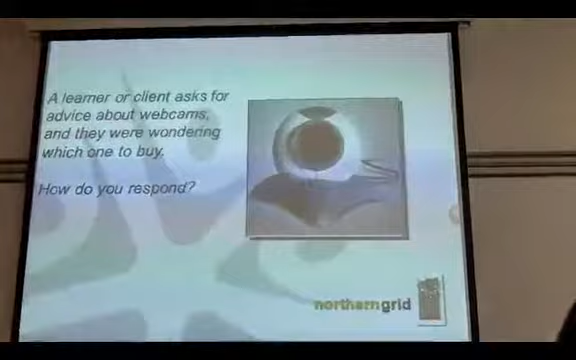 A learner or client asks for
advice about webcams,
and they were wondering
which one to buy.
How do you respond?
northerngrid